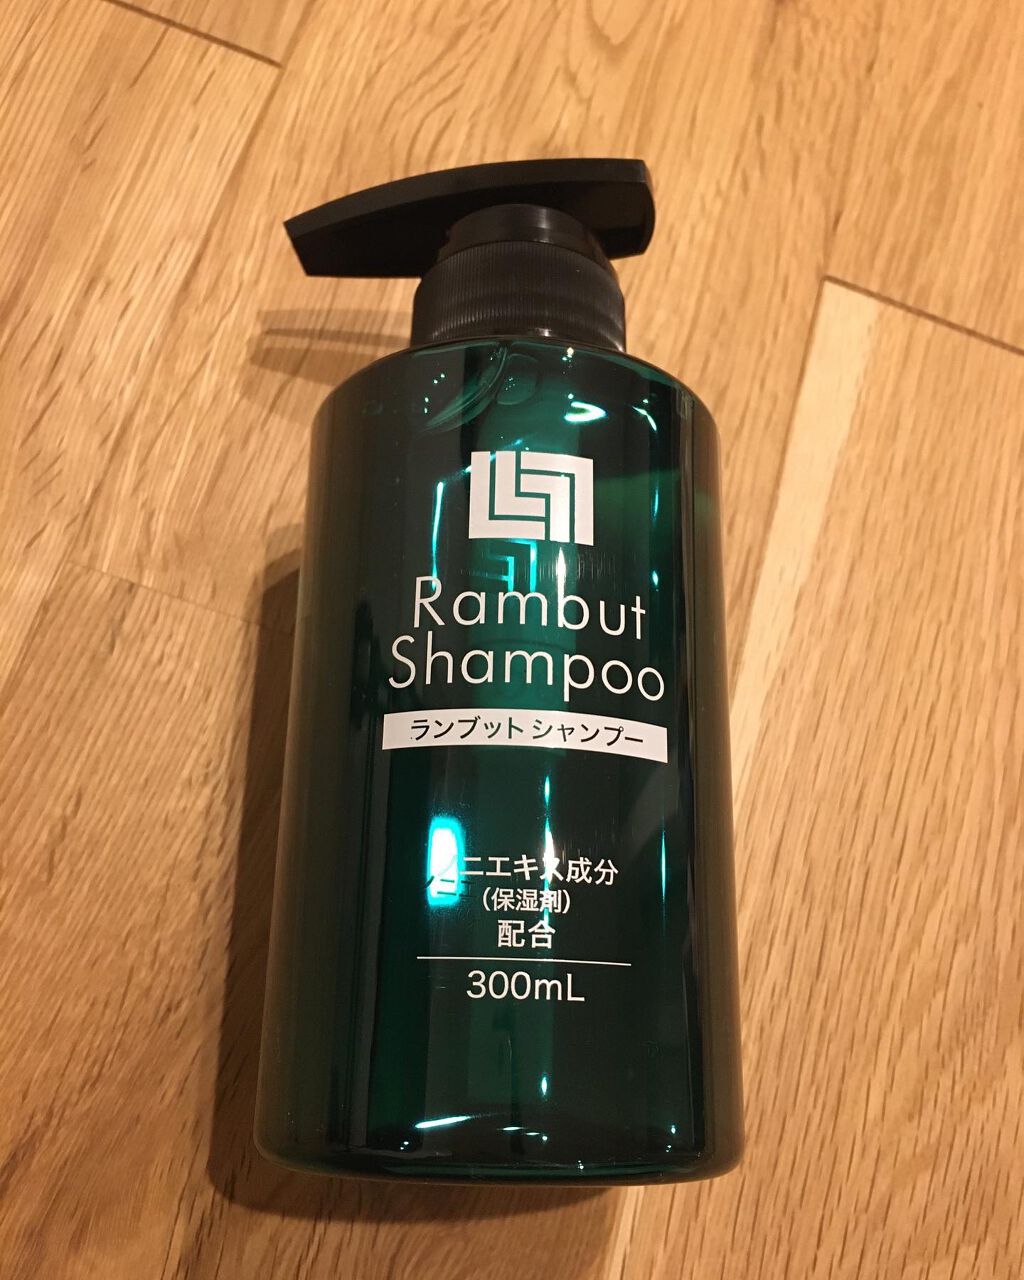 Rambut
Shampoo
ランブットシャンプー
ニエキス成分
(保湿剤)
配合
300mL